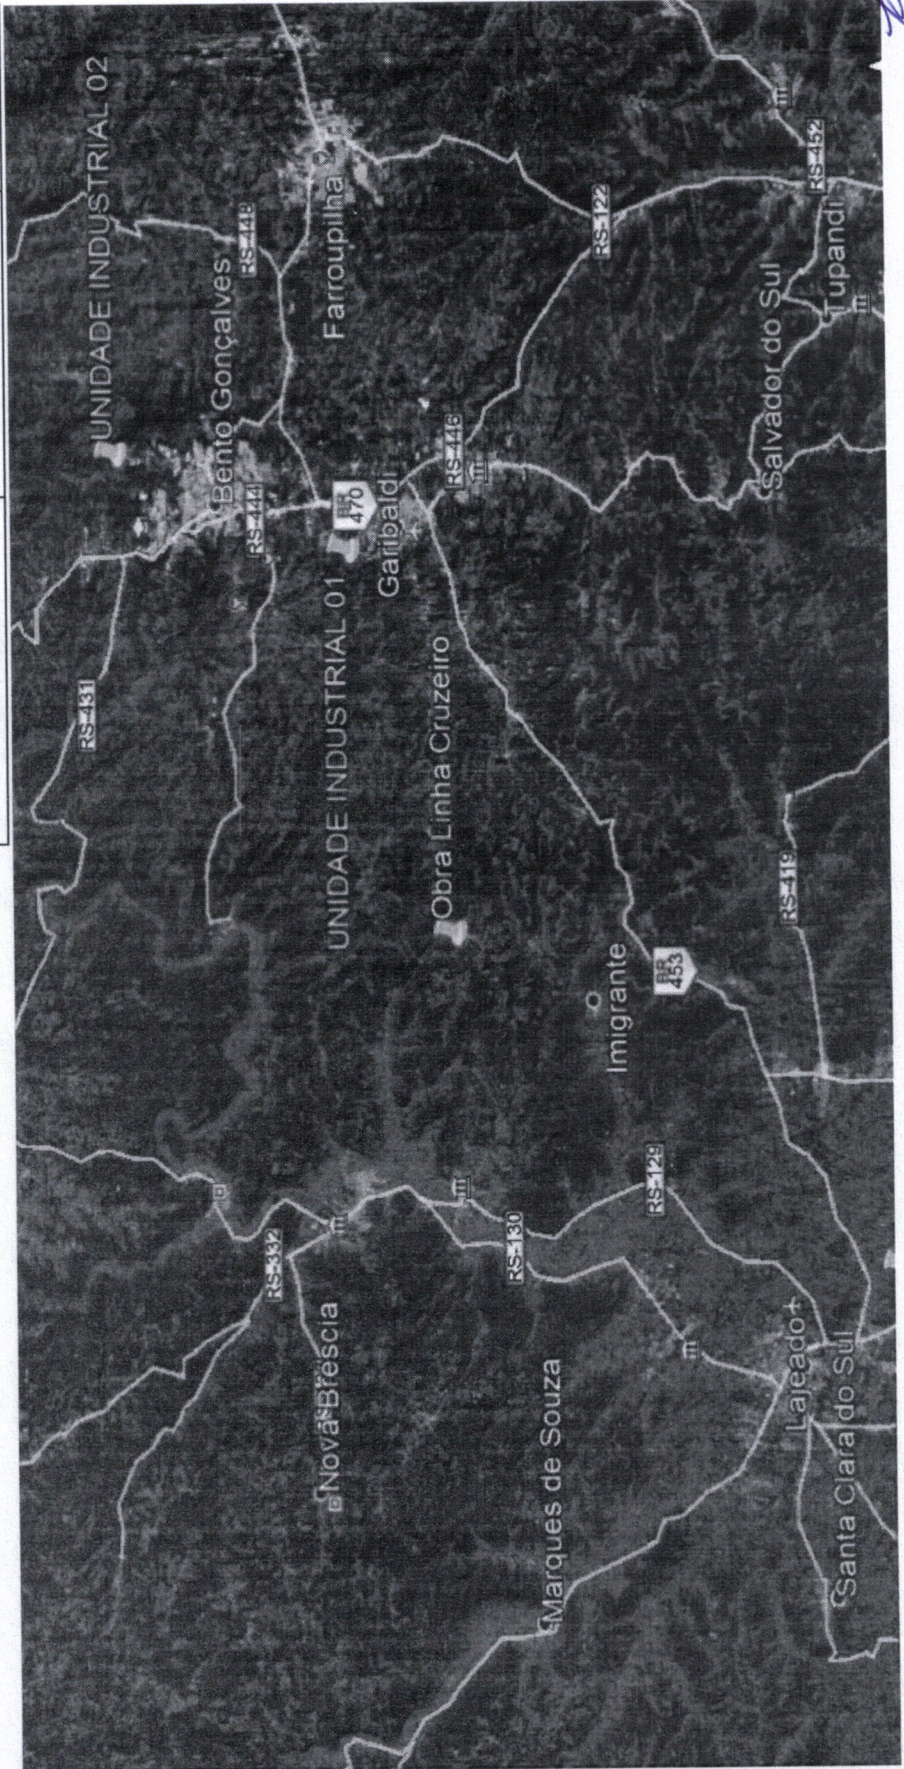 UNIDADE INDUSTRIAL 02
RS-431
RS-448
Bento Gonçalves
RS-444
RS-332
Farroupilha
BR
470
UNIDADE INDUSTRIAL 01
Nova Bréscia
Garibaldi
Obra Linha Cruzeiro
RS-446
RS-130
Marques de Souza
RS-122
Imigrante
RS-129
BR
453
Salvador do Sul
RS-419
Lajeado
RS-452
Tupandi
Santa Clara do Sul